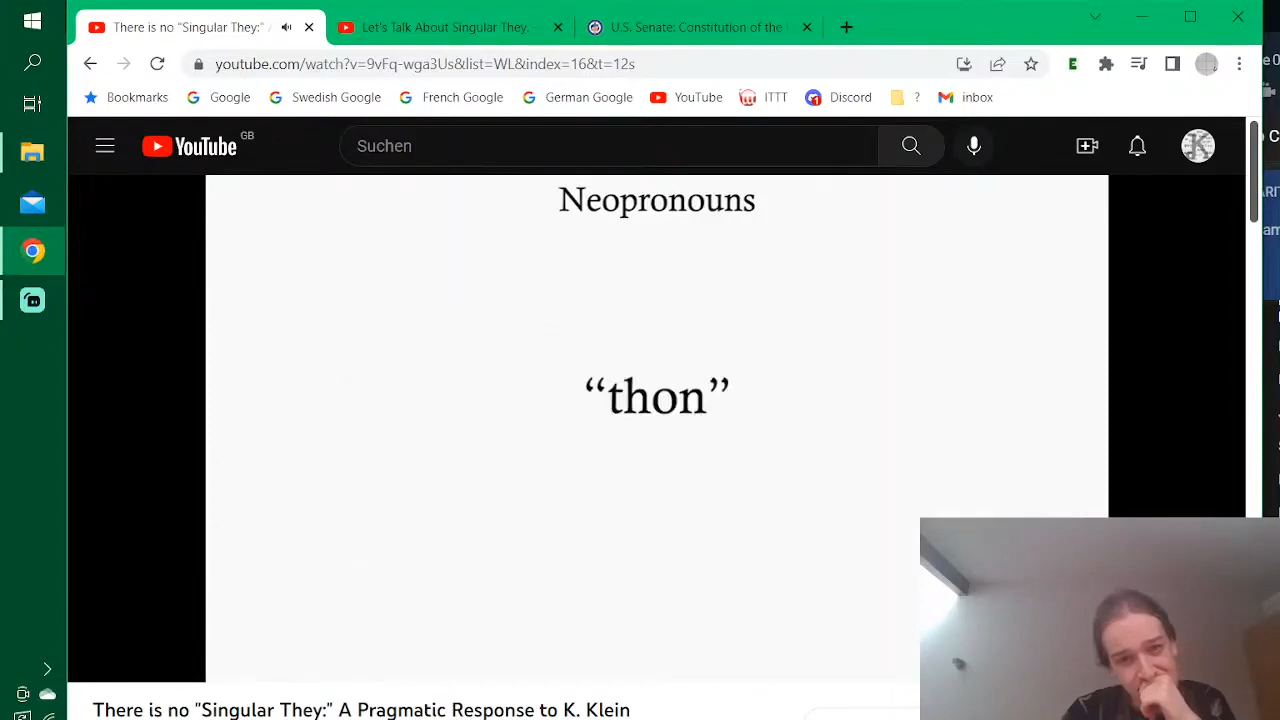 There is no "Singular They:" A
Let's Talk About Singular They.
U.S. Senate: Constitution of the
youtube.com/watch?v=9vFq-wga3Us&list=WL&index=16&t=12s
Bookmarks
Google
Swedish Google
French Google
German Google
YouTube
ITTT
Discord
?
inbox
YouTube GB
Suchen
Neopronouns
“thon”
There is no "Singular They:" A Pragmatic Response to K. Klein